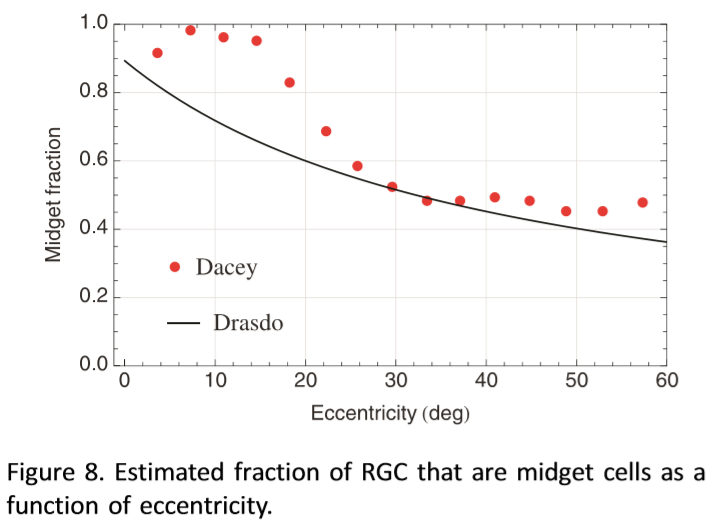 1.0
0.8
0.6
0.4
0.2
0.0
Midget fraction
Dacey
Drasdo
0 10 20 30 40 50 60
Eccentricity (deg)
Figure 8. Estimated fraction of RGC that are midget cells as a
function of eccentricity.